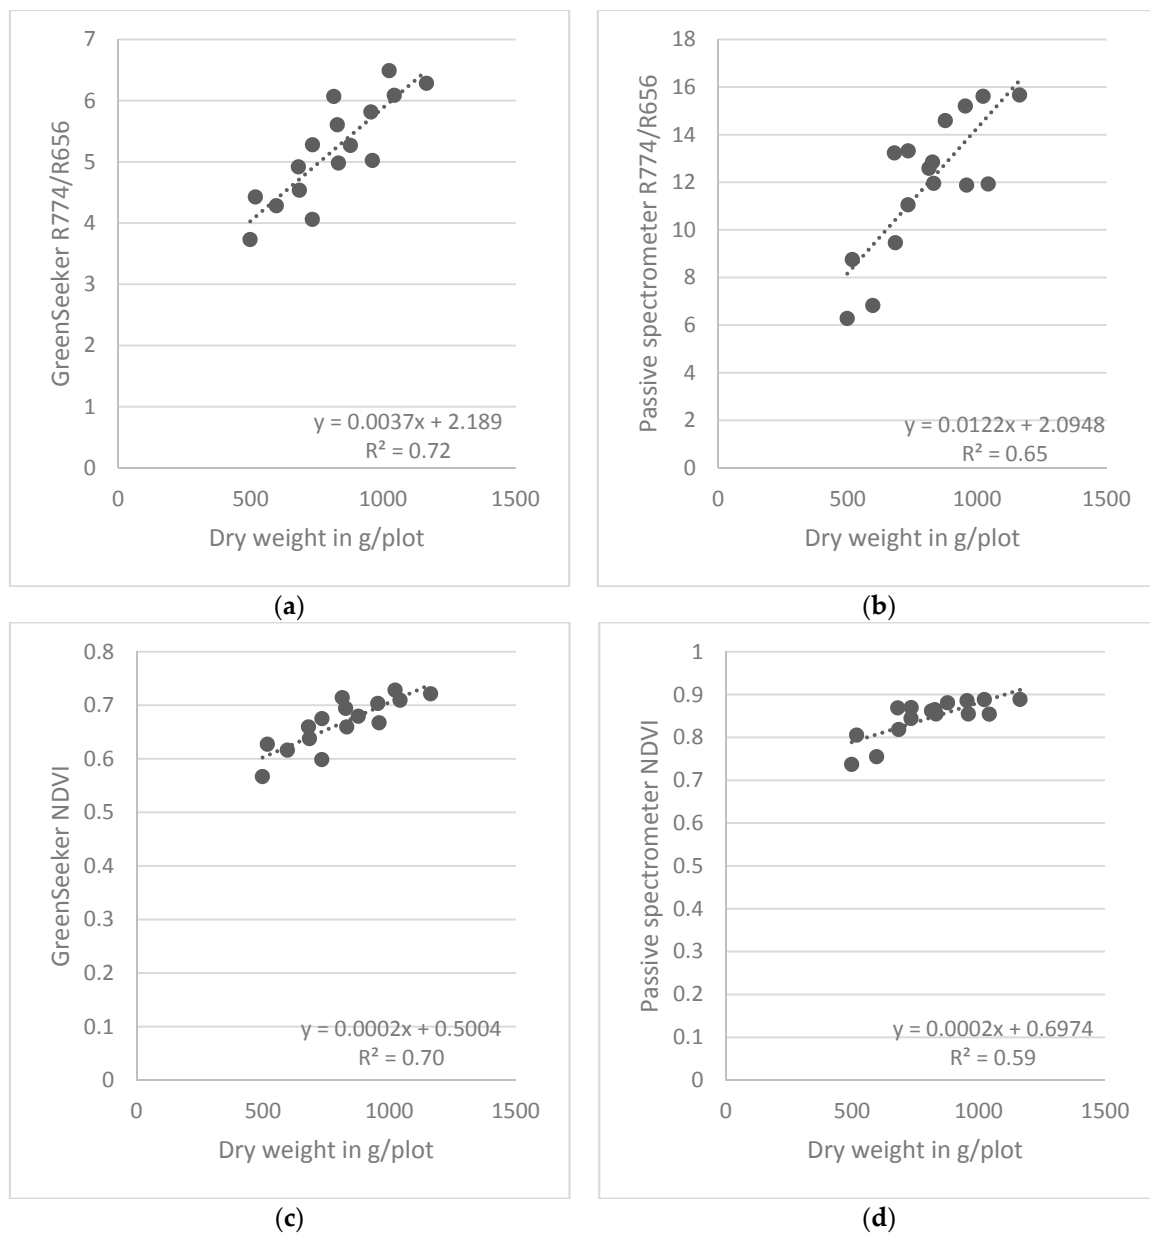 7
6
5
4
3
2
1
0
GreenSeeker R774/R656
y = 0.0037x + 2.189
R² = 0.72
0 500 1000 1500
Dry weight in g/plot
(a)
18
16
14
12
10
8
6
4
2
0
Passive spectrometer R774/R656
y = 0.0122x + 2.0948
R² = 0.65
0 500 1000 1500
Dry weight in g/plot
(b)
0.8
0.7
0.6
0.5
0.4
0.3
0.2
0.1
0
GreenSeeker NDVI
y = 0.0002x + 0.5004
R² = 0.70
0 500 1000 1500
Dry weight in g/plot
(c)
1
0.9
0.8
0.7
0.6
0.5
0.4
0.3
0.2
0.1
0
Passive spectrometer NDVI
y = 0.0002x + 0.6974
R² = 0.59
0 500 1000 1500
Dry weight in g/plot
(d)